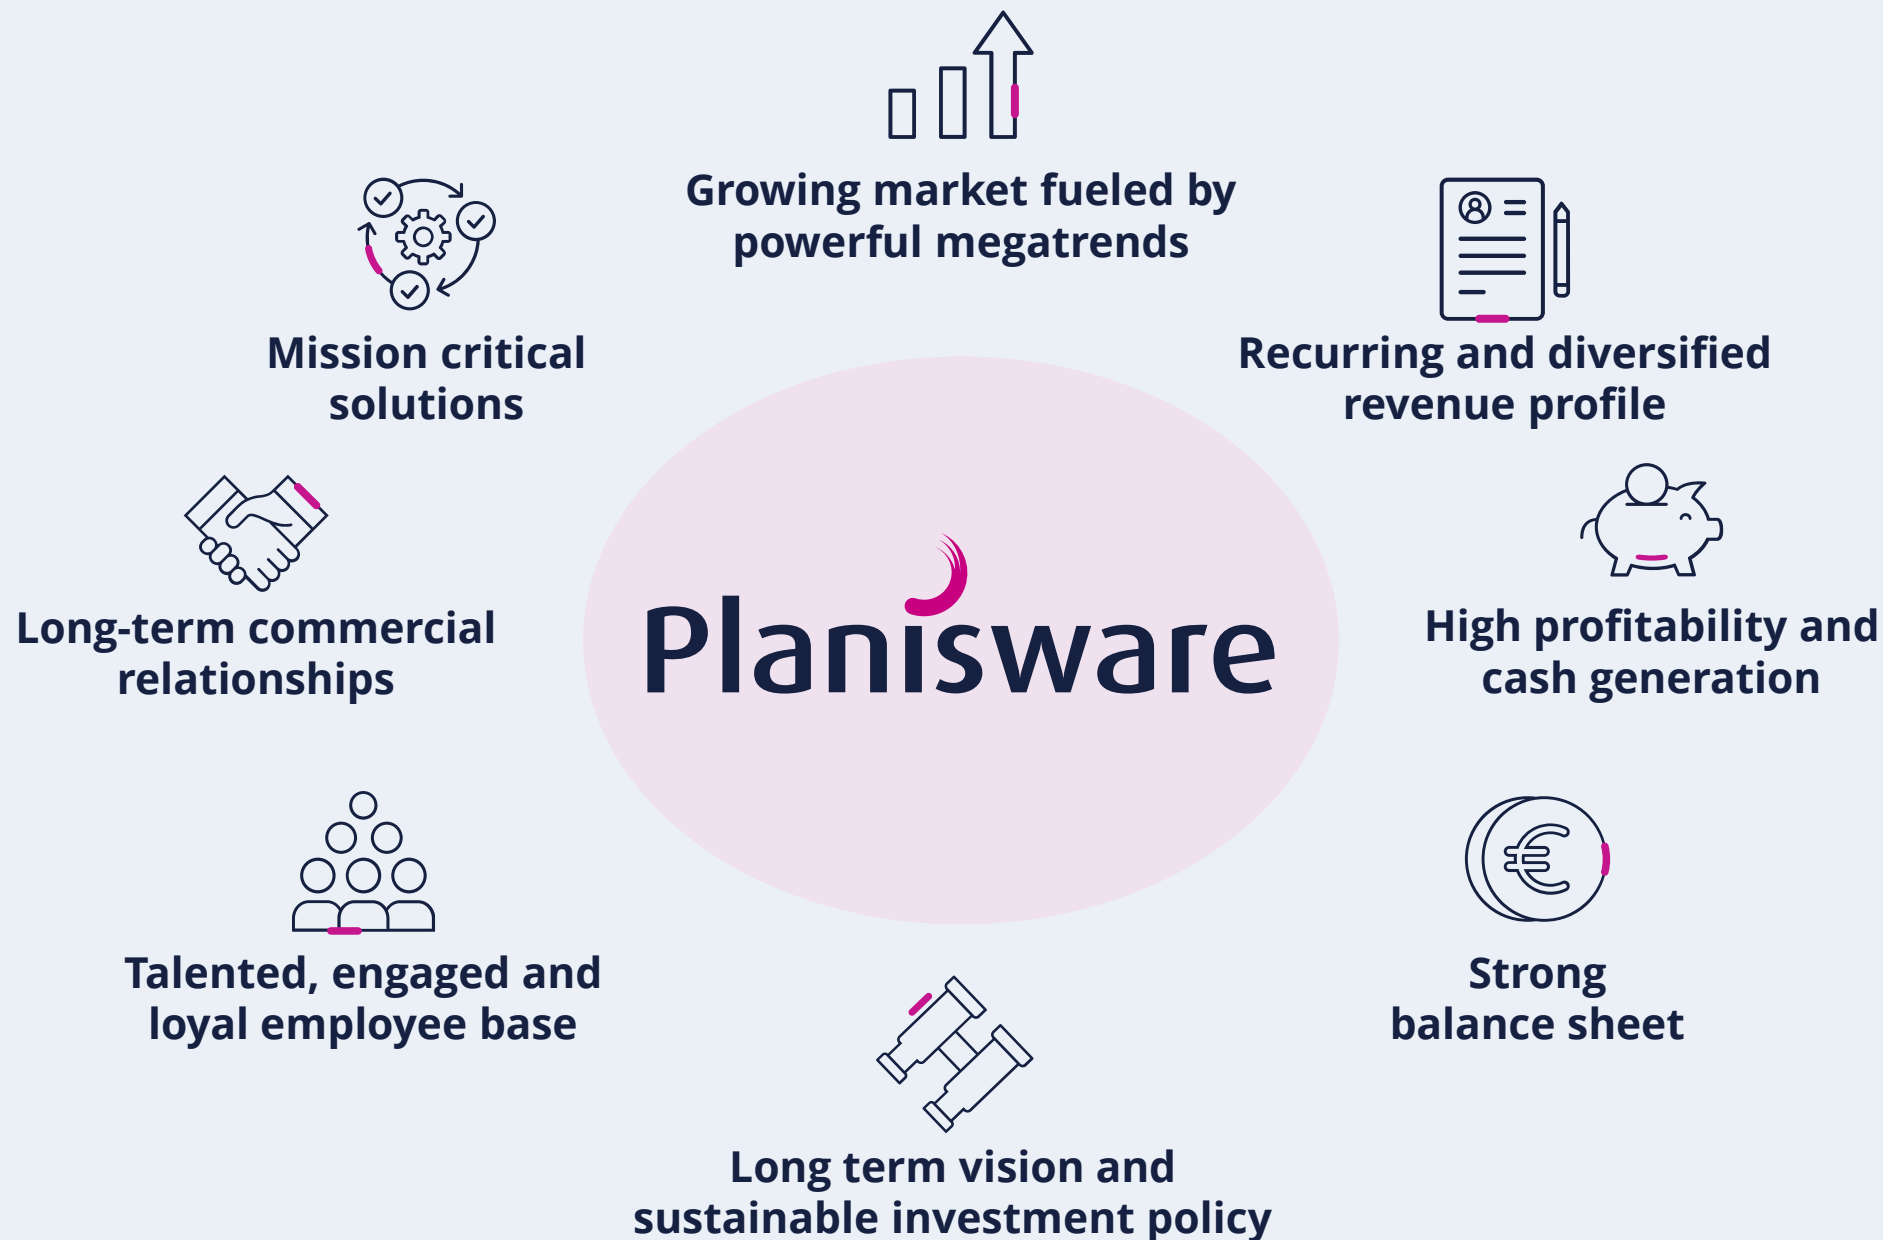 Growing market fueled by
powerful megatrends
Mission critical
solutions
Recurring and diversified
revenue profile
Long-term commercial
relationships
Planisware
High profitability and
cash generation
Talented, engaged and
loyal employee base
€
Strong
balance sheet
Long term vision and
sustainable investment policy